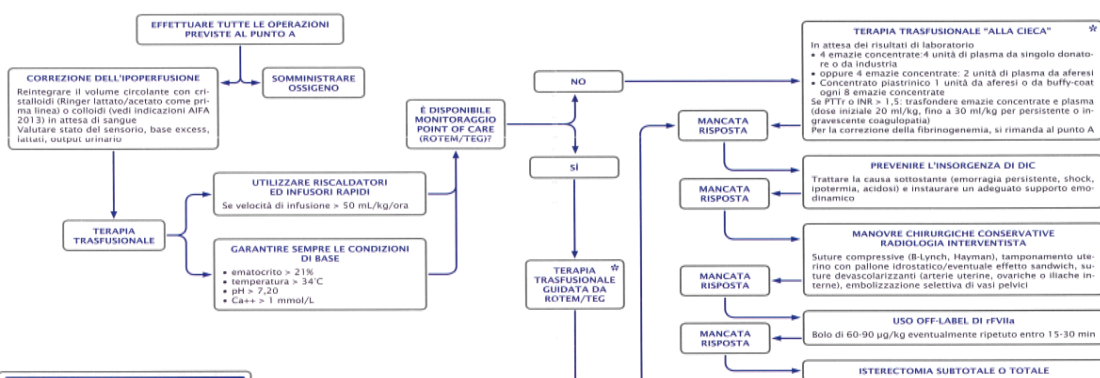 EFFETTUARE TUTTE LE OPERAZIONI
PREVISTE AL PUNTO A
CORREZIONE DELL'IPOPERFUSIONE
Reintegrare il volume circolante con cri-
stalloidi (Ringer lattato/acetato come pri-
ma linea) o colloidi (vedi indicazioni AIFA
2013) in attesa di sangue
Valutare stato del sensorio, base excess,
lattati, output urinario
SOMMINISTRARE
OSSIGENO
TERAPIA
TRASFUSIONALE
UTILIZZARE RISCALDATORI
ED INFUSORI RAPIDI
Se velocità di infusione > 50 mL/kg/ora
GARANTIRE SEMPRE LE CONDIZIONI
DI BASE
• ematocrito > 21%
• temperatura > 34°C
• pH > 7,20
• Ca++ > 1 mmol/L
È DISPONIBILE
MONITORAGGIO
POINT OF CARE
(ROTEM/TEG)?
NO
SÌ
TERAPIA *
TRASFUSIONALE
GUIDATA DA
ROTEM/TEG
TERAPIA TRASFUSIONALE "ALLA CIECA" *
In attesa dei risultati di laboratorio
• 4 emazie concentrate:4 unità di plasma da singolo donato-
re o da industria
• oppure 4 emazie concentrate: 2 unità di plasma da aferesi
• Concentrato piastrinico 1 unità da aferesi o da buffy-coat
ogni 8 emazie concentrate
Se PTTr o INR > 1,5: trasfondere emazie concentrate e plasma
(dose iniziale 20 ml/kg, fino a 30 ml/kg per persistente o in-
gravescente coagulopatia)
Per la correzione della fibrinogenemia, si rimanda al punto A
MANCATA
RISPOSTA
PREVENIRE L'INSORGENZA DI DIC
Trattare la causa sottostante (emorragia persistente, shock,
ipotermia, acidosi) e instaurare un adeguato supporto emo-
dinamico
MANCATA
RISPOSTA
MANOVRE CHIRURGICHE CONSERVATIVE
RADIOLOGIA INTERVENTISTA
Suture compressive (B-Lynch, Hayman), tamponamento ute-
rino con pallone idrostatico/eventuale effetto sandwich, su-
ture devascolarizzanti (arterie uterine, ovariche o iliache in-
terne), embolizzazione selettiva di vasi pelvici
MANCATA
RISPOSTA
USO OFF-LABEL DI rFVIIa
Bolo di 60-90 µg/kg eventualmente ripetuto entro 15-30 min
MANCATA
RISPOSTA
ISTERECTOMIA SUBTOTALE O TOTALE